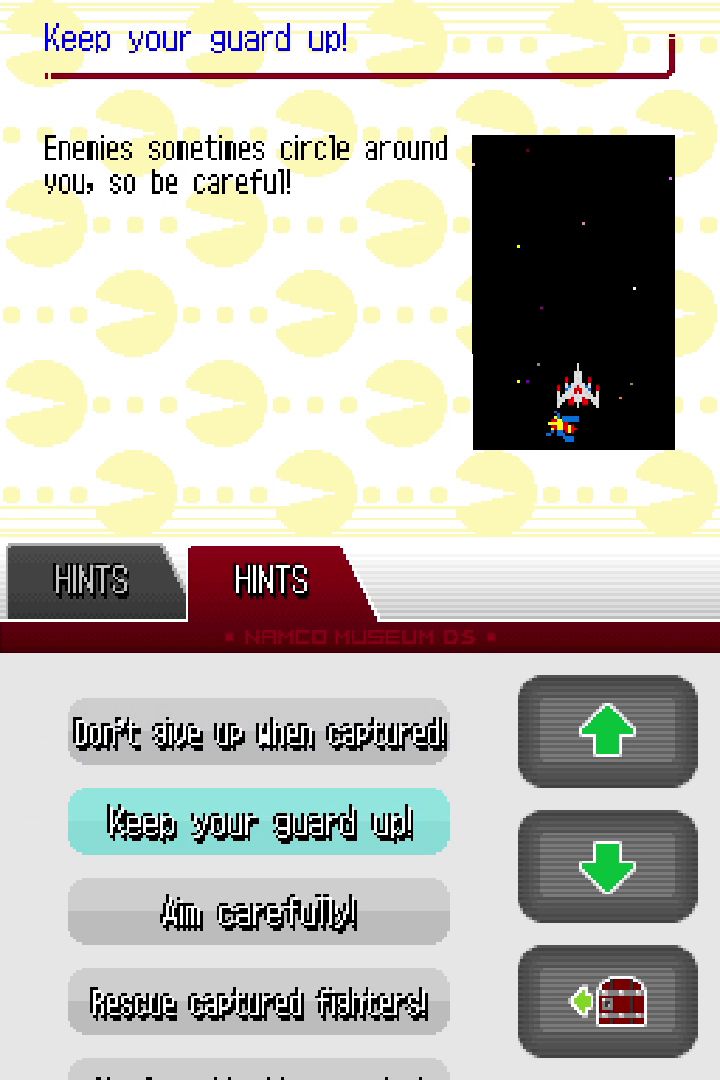 Keep your guard up!
Enemies sometimes circle around
you, so be careful!
HINTS
HINTS
• NAMCO MUSEUM DS •
Don't give up when captured!
Keep your guard up!
Aim carefully!
Rescue captured fighters!